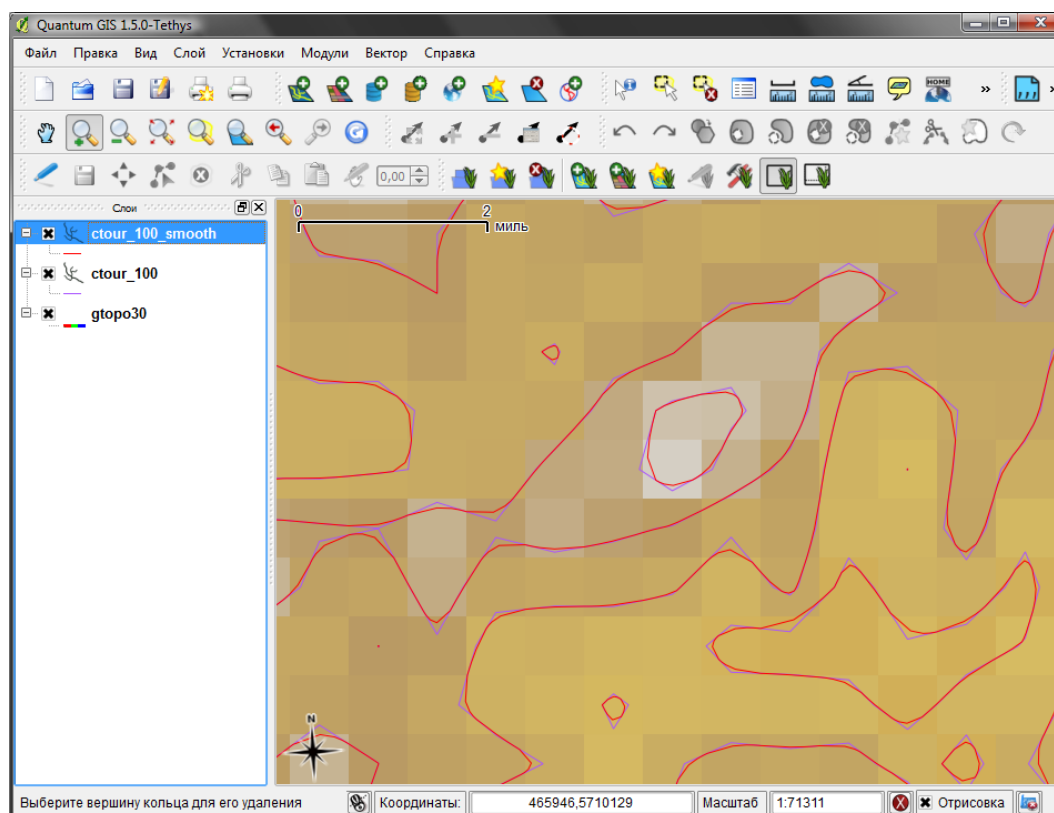 Quantum GIS 1.5.0-Tethys
Файл Правка Вид Слой Установки Модули Вектор Справка
HOME »
0,00
Слои
ctour_100_smooth
ctour_100
gtopo30
0 2
миль
N
Выберите вершину кольца для его удаления Координаты: 465946,5710129 Масштаб 1:71311 Отрисовка